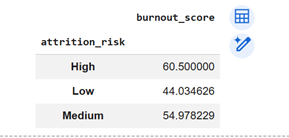 burnout_score
attrition_risk
High 60.500000
Low 44.034626
Medium 54.978229